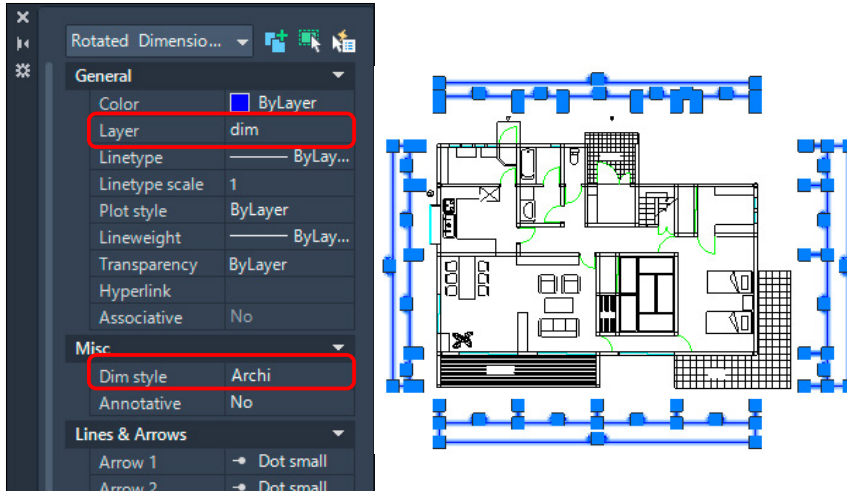 Rotated Dimensio...
General
Color ByLayer
Layer dim
Linetype ByLay...
Linetype scale 1
Plot style ByLayer
Lineweight ByLay...
Transparency ByLayer
Hyperlink
Associative No
Misc
Dim style Archi
Annotative No
Lines & Arrows
Arrow 1 Dot small
Arrow 2 Dot small